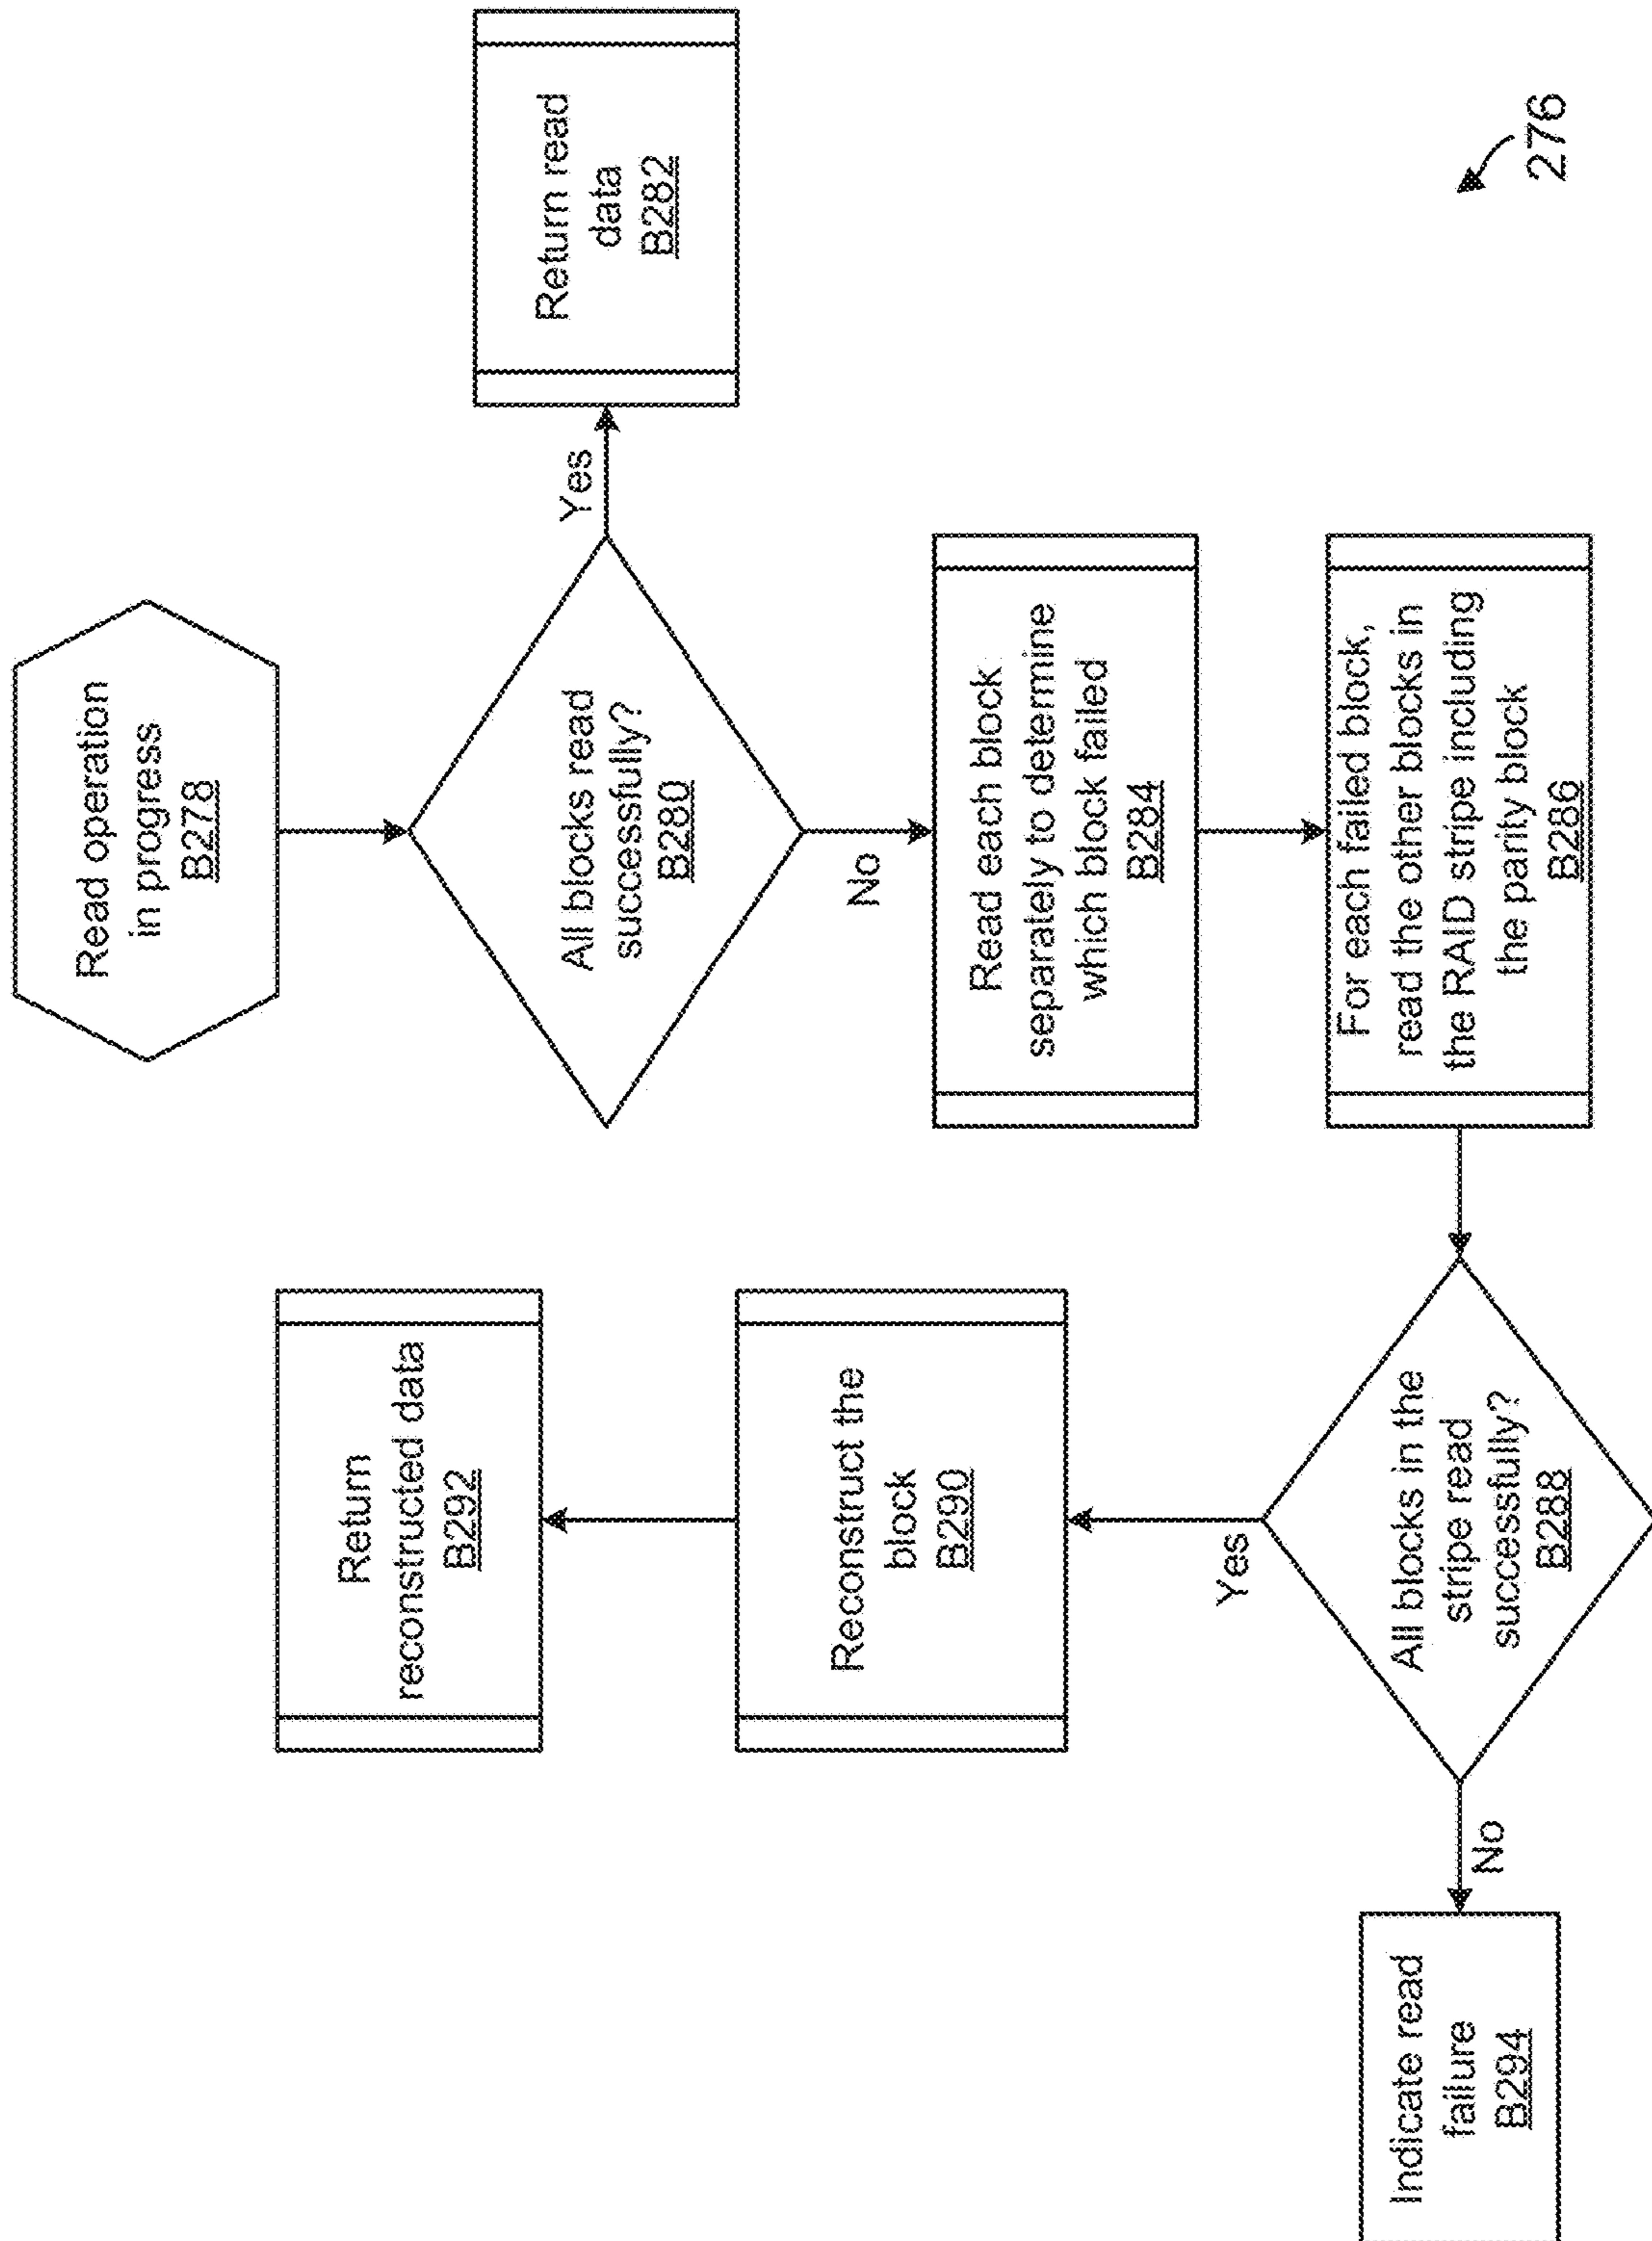 Read operation
in progress
B278
All blocks read
successfully?
B280
Yes
Return read
data
B282
No
Read each block
separately to determine
which block failed
B284
For each failed block,
read the other blocks in
the RAID stripe including
the parity block
B286
All blocks in the
stripe read
successfully?
B288
Yes
Reconstruct the
block
B290
Return
reconstructed data
B292
No
Indicate read
failure
B294
276